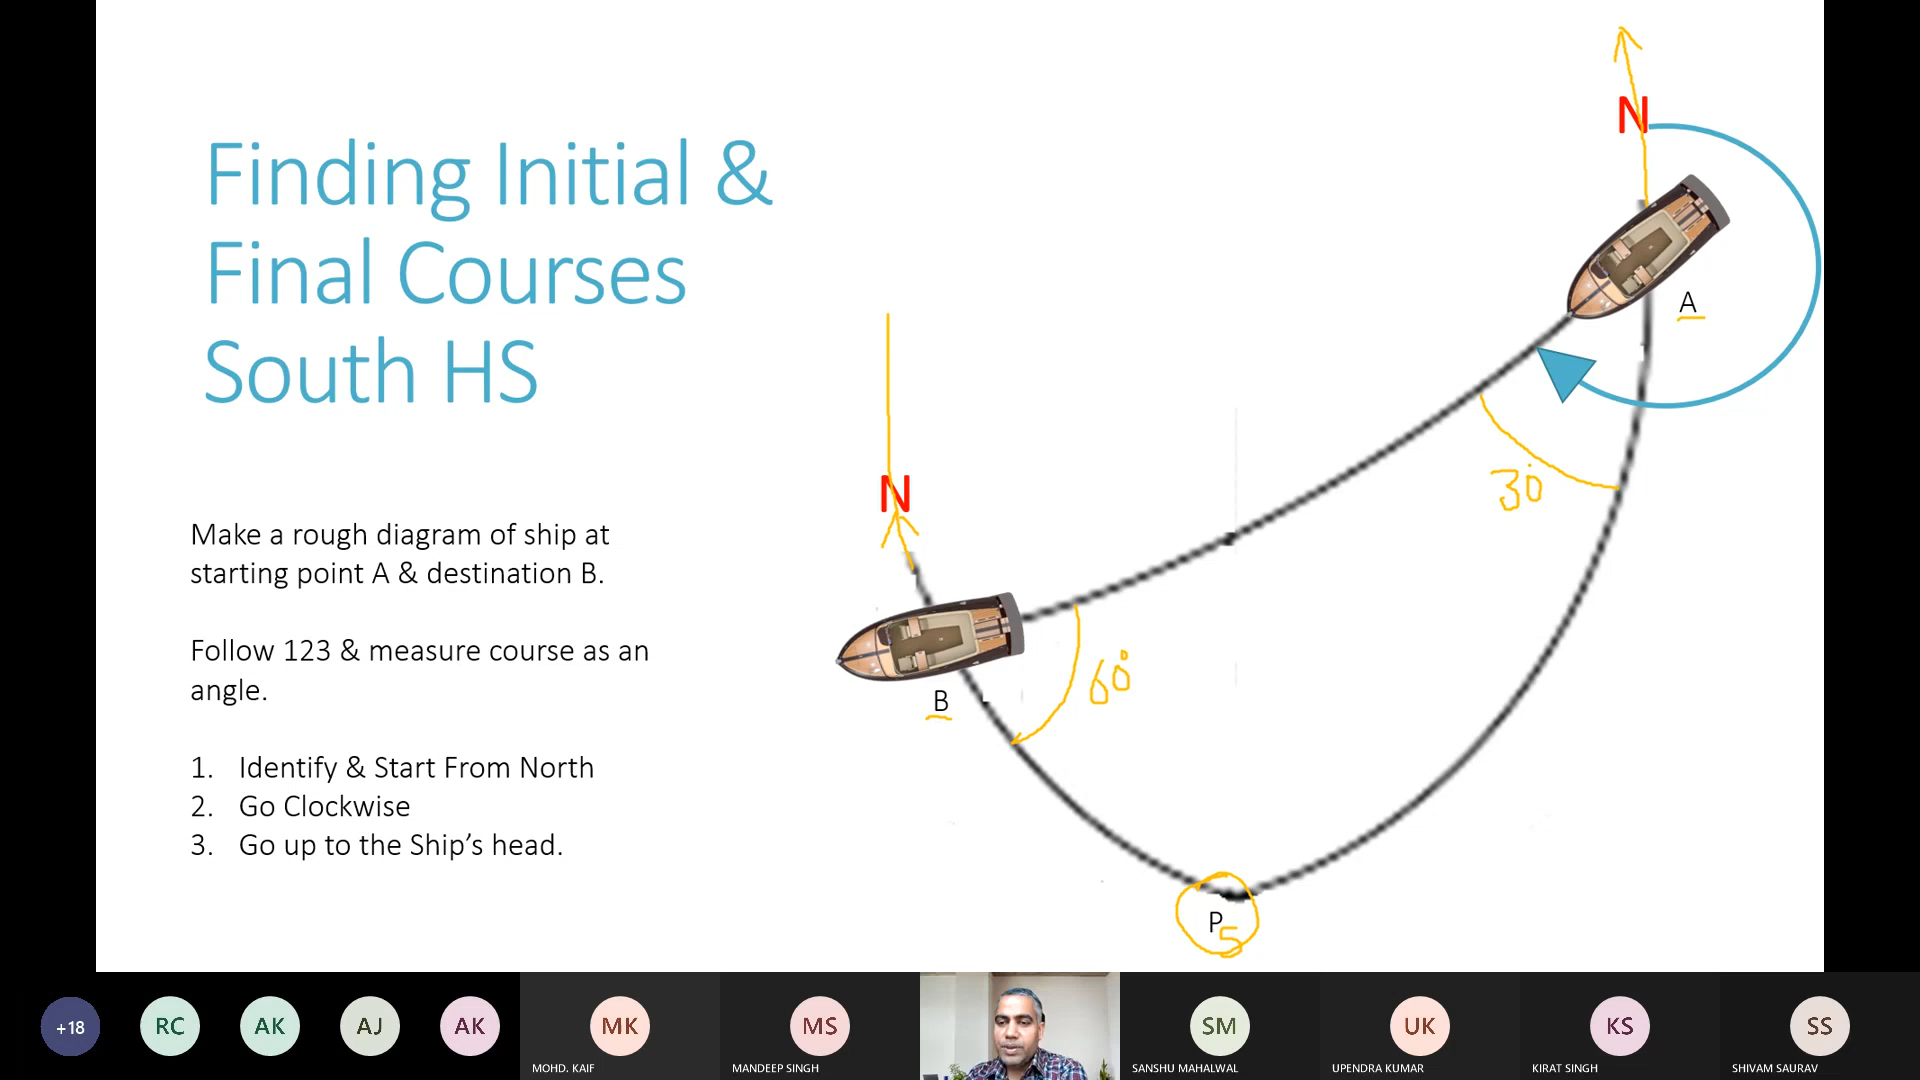 Finding Initial &
Final Courses
South HS
Make a rough diagram of ship at
starting point A & destination B.
Follow 123 & measure course as an
angle.
1. Identify & Start From North
2. Go Clockwise
3. Go up to the Ship's head.
N
A
30°
N
B
60°
P
S
+18
RC
AK
AJ
AK
MK
MOHD. KAIF
MS
MANDEEP SINGH
SM
SANSHU MAHALWAL
UK
UPENDRA KUMAR
KS
KIRAT SINGH
SS
SHIVAM SAURAV